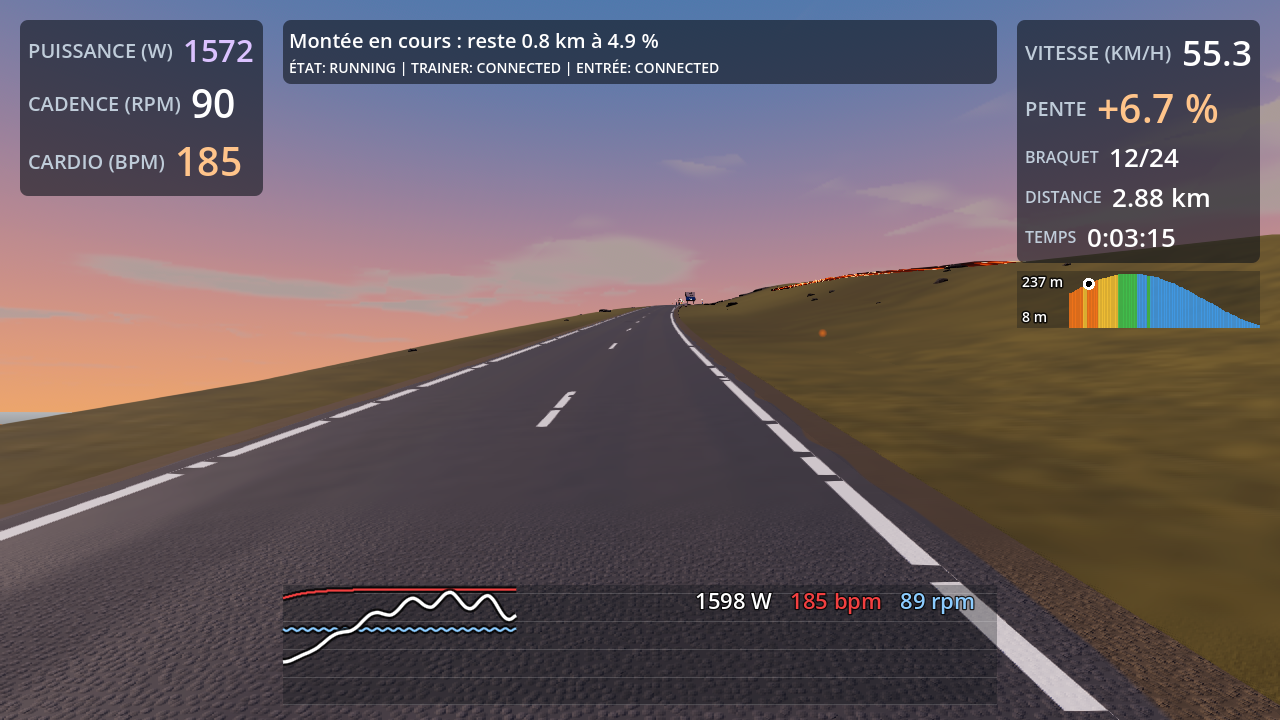 PUISSANCE (W) 1572
CADENCE (RPM) 90
CARDIO (BPM) 185
Montée en cours : reste 0.8 km à 4.9 %
ÉTAT: RUNNING | TRAINER: CONNECTED | ENTRÉE: CONNECTED
VITESSE (KM/H) 55.3
PENTE +6.7 %
BRAQUET 12/24
DISTANCE 2.88 km
TEMPS 0:03:15
237 m
8 m
1598 W 185 bpm 89 rpm